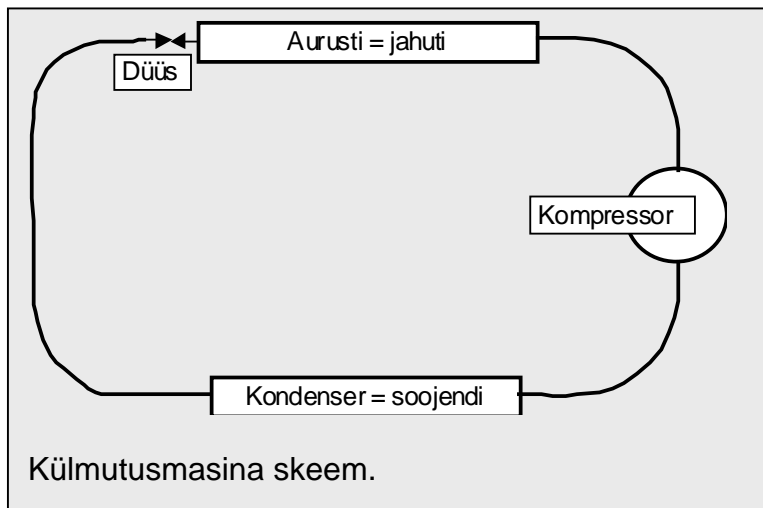 Aurusti = jahuti
Düüs
Kompressor
Kondenser = soojendi
Külmutusmasina skeem.